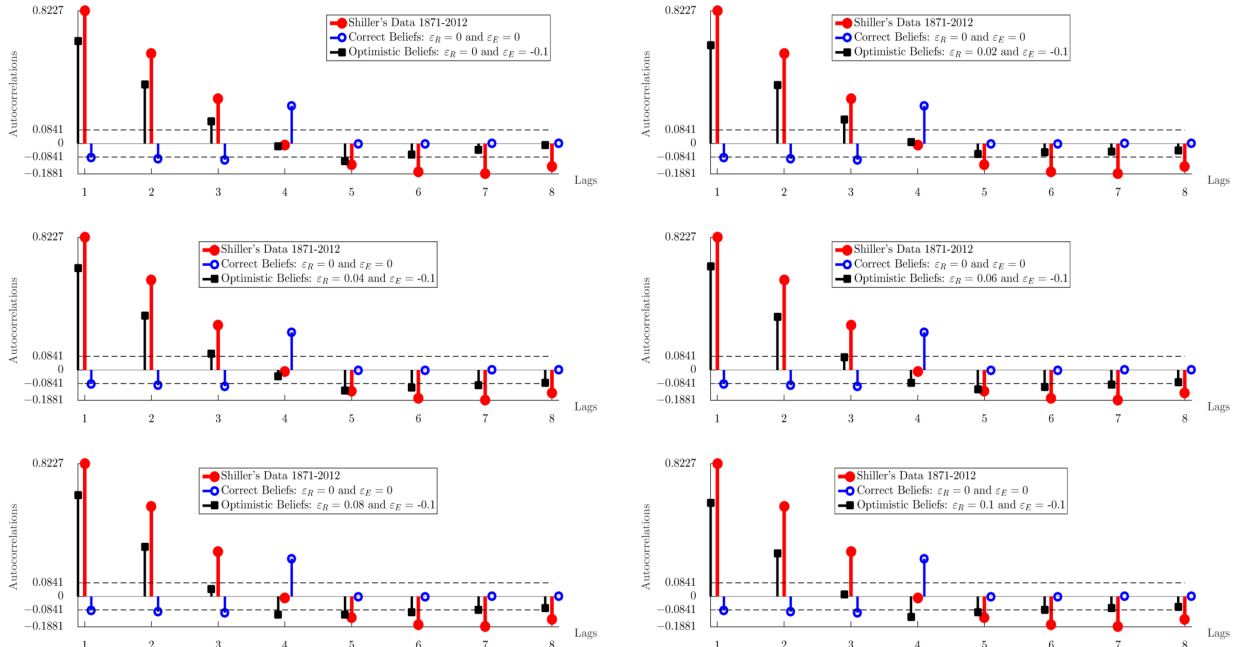 Shiller's Data 1871-2012
Correct Beliefs: εR = 0 and εE = 0
Optimistic Beliefs: εR = 0 and εE = -0.1
Autocorrelations
0.8227
0.0841
0
−0.0841
−0.1881
1 2 3 4 5 6 7 8
Lags
Shiller's Data 1871-2012
Correct Beliefs: εR = 0 and εE = 0
Optimistic Beliefs: εR = 0.02 and εE = -0.1
Autocorrelations
0.8227
0.0841
0
−0.0841
−0.1881
1 2 3 4 5 6 7 8
Lags
Shiller's Data 1871-2012
Correct Beliefs: εR = 0 and εE = 0
Optimistic Beliefs: εR = 0.04 and εE = -0.1
Autocorrelations
0.8227
0.0841
0
−0.0841
−0.1881
1 2 3 4 5 6 7 8
Lags
Shiller's Data 1871-2012
Correct Beliefs: εR = 0 and εE = 0
Optimistic Beliefs: εR = 0.06 and εE = -0.1
Autocorrelations
0.8227
0.0841
0
−0.0841
−0.1881
1 2 3 4 5 6 7 8
Lags
Shiller's Data 1871-2012
Correct Beliefs: εR = 0 and εE = 0
Optimistic Beliefs: εR = 0.08 and εE = -0.1
Autocorrelations
0.8227
0.0841
0
−0.0841
−0.1881
1 2 3 4 5 6 7 8
Lags
Shiller's Data 1871-2012
Correct Beliefs: εR = 0 and εE = 0
Optimistic Beliefs: εR = 0.1 and εE = -0.1
Autocorrelations
0.8227
0.0841
0
−0.0841
−0.1881
1 2 3 4 5 6 7 8
Lags